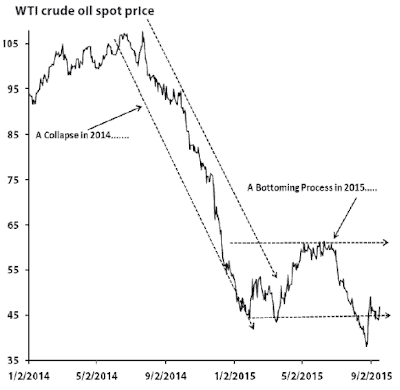 WTI crude oil spot price
105
95
85
75
65
55
45
35
A Collapse in 2014.......
A Bottoming Process in 2015.....
1/2/2014 5/2/2014 9/2/2014 1/2/2015 5/2/2015 9/2/2015